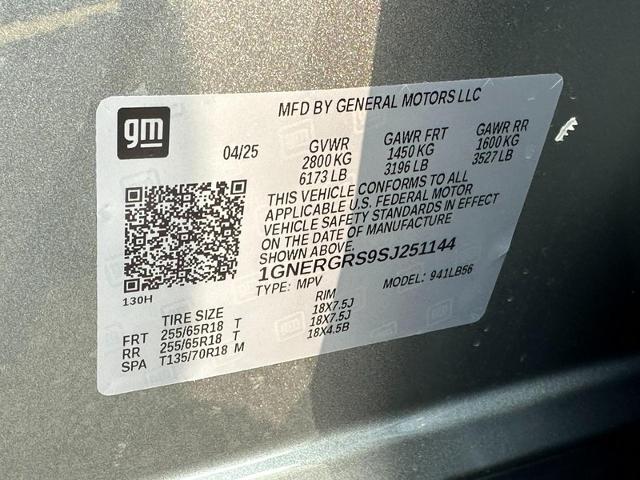 gm
MFD BY GENERAL MOTORS LLC
04/25 GVWR GAWR FRT GAWR RR
2800 KG 1450 KG 1600 KG
6173 LB 3196 LB 3527 LB
THIS VEHICLE CONFORMS TO ALL
APPLICABLE U.S. FEDERAL MOTOR
VEHICLE SAFETY STANDARDS IN EFFECT
ON THE DATE OF MANUFACTURE
SHOWN ABOVE.
1GNERGRS9SJ251144
130H
TYPE: MPV MODEL: 941LB56
TIRE SIZE RIM
FRT 255/65R18 T 18X7.5J
RR 255/65R18 T 18X7.5J
SPA T135/70R18 M 18X4.5B